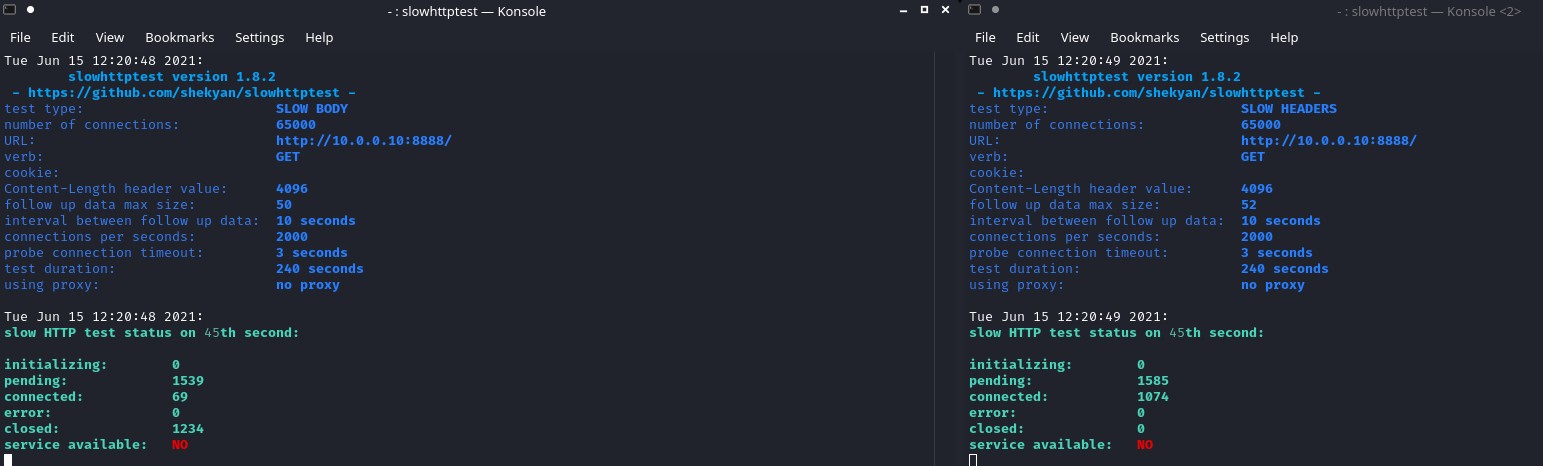 - : slowhttptest — Konsole
File Edit View Bookmarks Settings Help
Tue Jun 15 12:20:48 2021:
slowhttptest version 1.8.2
- https://github.com/shekyan/slowhttptest -
test type: SLOW BODY
number of connections: 65000
URL: http://10.0.0.10:8888/
verb: GET
cookie:
Content-Length header value: 4096
follow up data max size: 50
interval between follow up data: 10 seconds
connections per seconds: 2000
probe connection timeout: 3 seconds
test duration: 240 seconds
using proxy: no proxy
Tue Jun 15 12:20:48 2021:
slow HTTP test status on 45th second:
initializing: 0
pending: 1539
connected: 69
error: 0
closed: 1234
service available: NO
- : slowhttptest — Konsole <2>
File Edit View Bookmarks Settings Help
Tue Jun 15 12:20:49 2021:
slowhttptest version 1.8.2
- https://github.com/shekyan/slowhttptest -
test type: SLOW HEADERS
number of connections: 65000
URL: http://10.0.0.10:8888/
verb: GET
cookie:
Content-Length header value: 4096
follow up data max size: 52
interval between follow up data: 10 seconds
connections per seconds: 2000
probe connection timeout: 3 seconds
test duration: 240 seconds
using proxy: no proxy
Tue Jun 15 12:20:49 2021:
slow HTTP test status on 45th second:
initializing: 0
pending: 1585
connected: 1074
error: 0
closed: 0
service available: NO